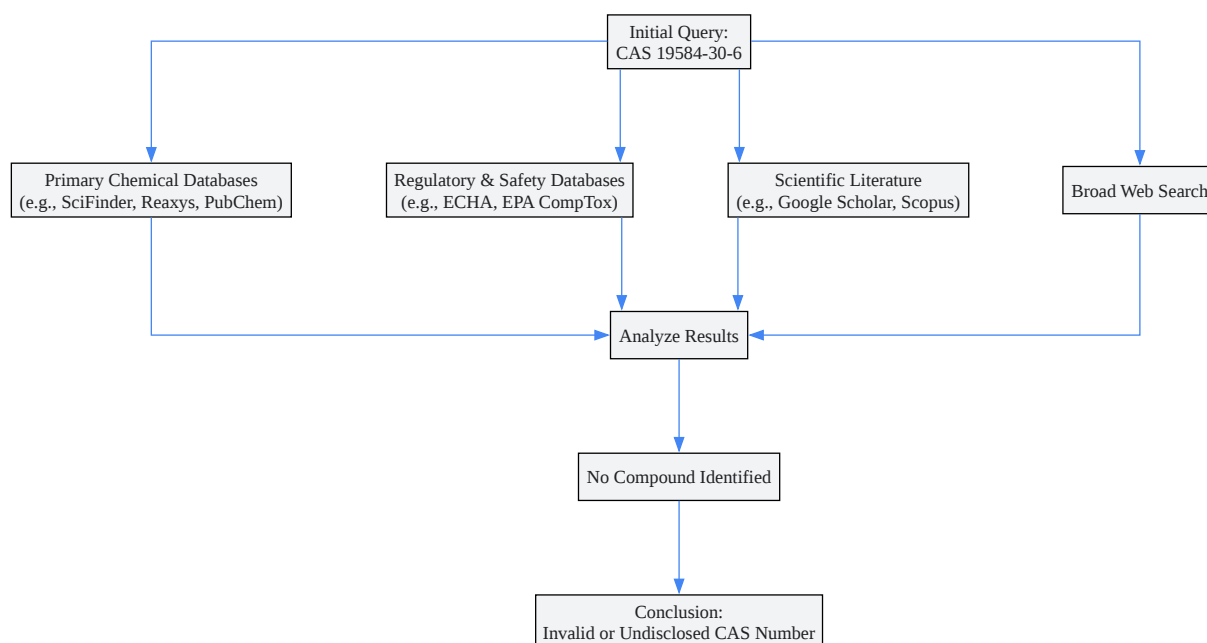 Initial Query:
CAS 19584-30-6
Primary Chemical Databases
(e.g., SciFinder, Reaxys, PubChem)
Regulatory & Safety Databases
(e.g., ECHA, EPA CompTox)
Scientific Literature
(e.g., Google Scholar, Scopus)
Broad Web Search
Analyze Results
No Compound Identified
Conclusion:
Invalid or Undisclosed CAS Number